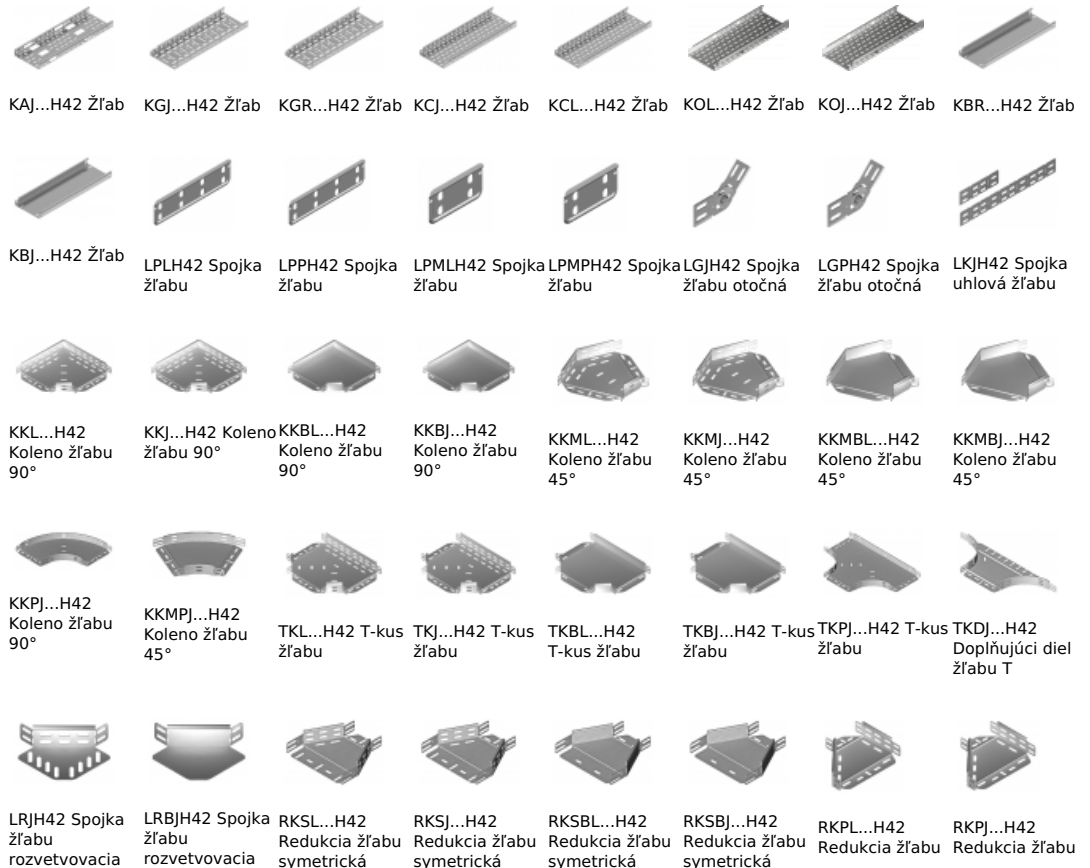 KAJ...H42 Žľab
KGJ...H42 Žľab
KGR...H42 Žľab
KCJ...H42 Žľab
KCL...H42 Žľab
KOL...H42 Žľab
KOJ...H42 Žľab
KBR...H42 Žľab
KBJ...H42 Žľab
LPLH42 Spojka
žľabu
LPPH42 Spojka
žľabu
LPMLH42 Spojka
žľabu
LPMPH42 Spojka
žľabu
LGJH42 Spojka
žľabu otočná
LGPH42 Spojka
žľabu otočná
LKJH42 Spojka
uhlová žľabu
KKL...H42
Koleno žľabu
90°
KKJ...H42 Koleno
žľabu 90°
KKBL...H42
Koleno žľabu
90°
KKBJ...H42
Koleno žľabu
90°
KKML...H42
Koleno žľabu
45°
KKMJ...H42
Koleno žľabu
45°
KKMBL...H42
Koleno žľabu
45°
KKMBJ...H42
Koleno žľabu
45°
KKPJ...H42
Koleno žľabu
90°
KKMPJ...H42
Koleno žľabu
45°
TKL...H42 T-kus
žľabu
TKJ...H42 T-kus
žľabu
TKBL...H42
T-kus žľabu
TKBJ...H42 T-kus
žľabu
TKPJ...H42 T-kus
žľabu
TKDJ...H42
Doplňujúci diel
žľabu T
LRJH42 Spojka
žľabu
rozvetvovacia
LRBJH42 Spojka
žľabu
rozvetvovacia
RKSL...H42
Redukcia žľabu
symetrická
RKSJ...H42
Redukcia žľabu
symetrická
RKSBL...H42
Redukcia žľabu
symetrická
RKSBJ...H42
Redukcia žľabu
symetrická
RKPL...H42
Redukcia žľabu
RKPJ...H42
Redukcia žľabu